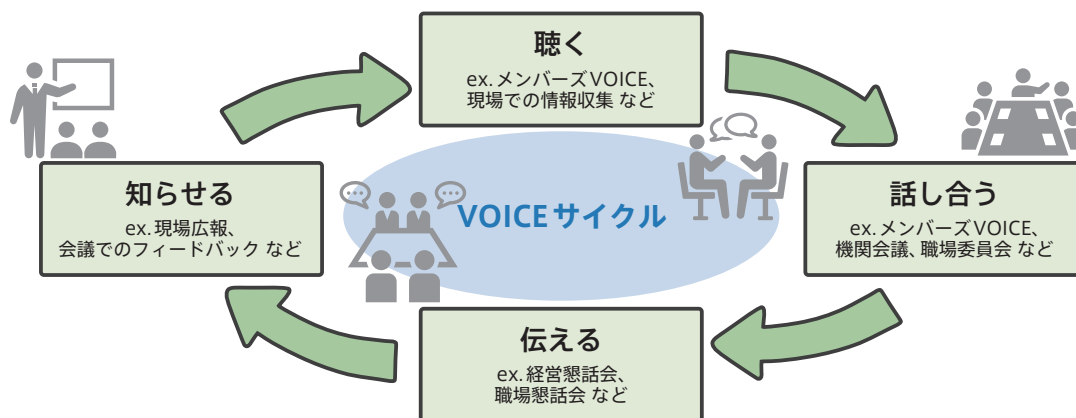 聴く
ex.メンバーズVOICE、
現場での情報収集 など
知らせる
ex.現場広報、
会議でのフィードバック など
VOICEサイクル
話し合う
ex.メンバーズVOICE、
機関会議、職場委員会 など
伝える
ex.経営懇話会、
職場懇話会 など